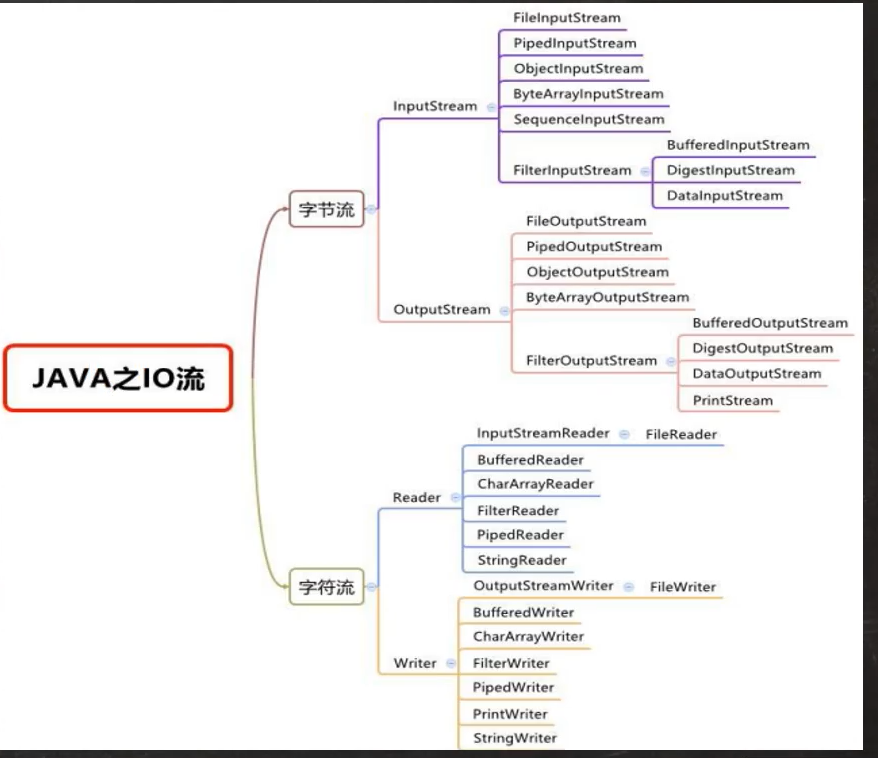 JAVA之IO流
字节流
InputStream
FileInputStream
PipedInputStream
ObjectInputStream
ByteArrayInputStream
SequenceInputStream
FilterInputStream
BufferedInputStream
DigestInputStream
DataInputStream
OutputStream
FileOutputStream
PipedOutputStream
ObjectOutputStream
ByteArrayOutputStream
FilterOutputStream
BufferedOutputStream
DigestOutputStream
DataOutputStream
PrintStream
字符流
Reader
InputStreamReader
FileReader
BufferedReader
CharArrayReader
FilterReader
PipedReader
StringReader
Writer
OutputStreamWriter
FileWriter
BufferedWriter
CharArrayWriter
FilterWriter
PipedWriter
PrintWriter
StringWriter